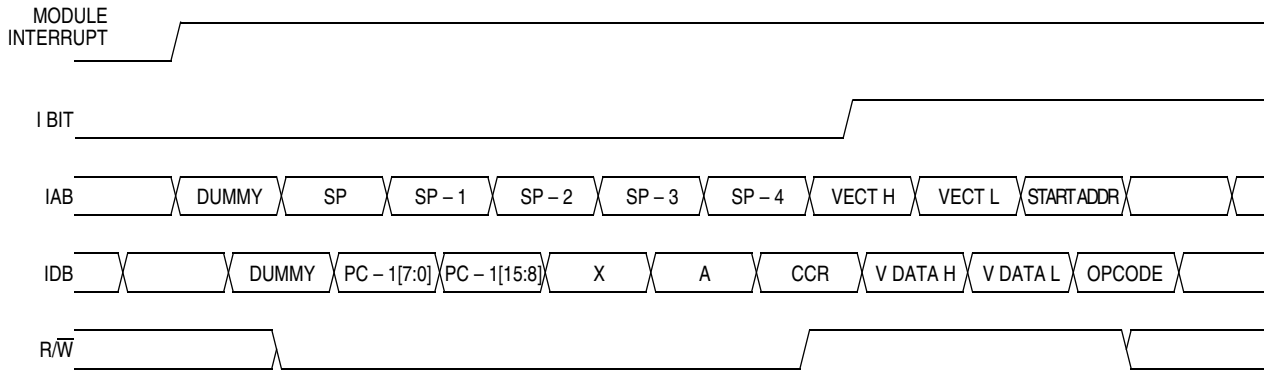 MODULE
INTERRUPT
I BIT
IAB DUMMY SP SP – 1 SP – 2 SP – 3 SP – 4 VECT H VECT L START ADDR
IDB DUMMY PC – 1[7:0] PC – 1[15:8] X A CCR V DATA H V DATA L OPCODE
R/W̅